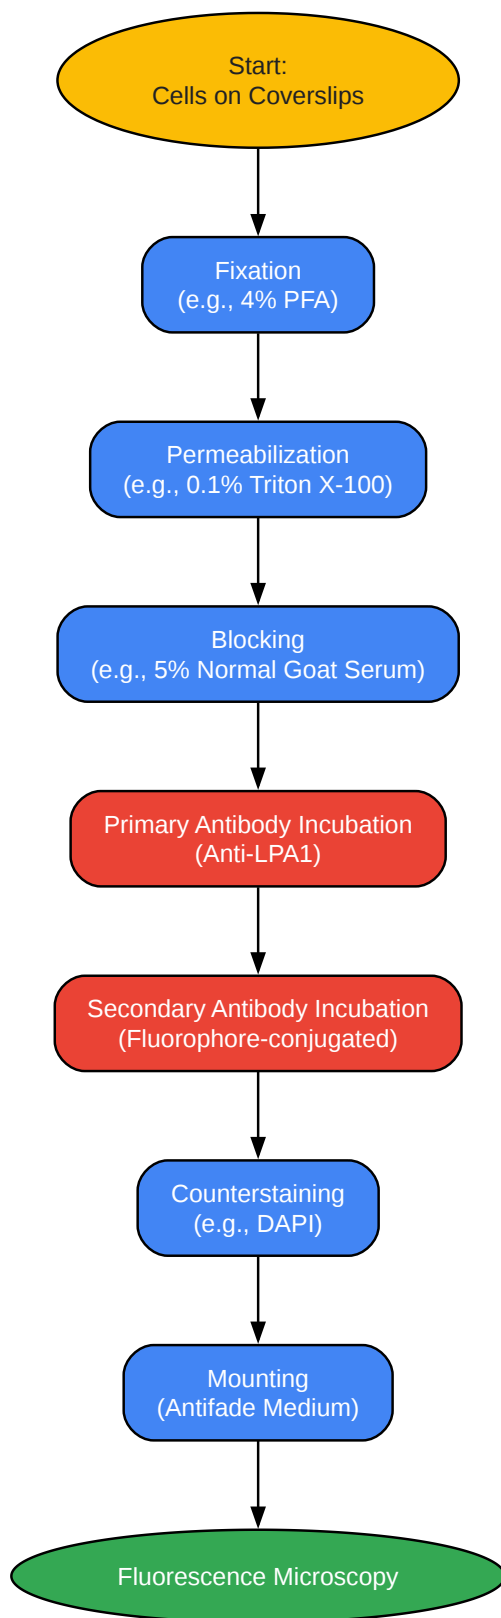 Start:
Cells on Coverslips
Fixation
(e.g., 4% PFA)
Permeabilization
(e.g., 0.1% Triton X-100)
Blocking
(e.g., 5% Normal Goat Serum)
Primary Antibody Incubation
(Anti-LPA1)
Secondary Antibody Incubation
(Fluorophore-conjugated)
Counterstaining
(e.g., DAPI)
Mounting
(Antifade Medium)
Fluorescence Microscopy